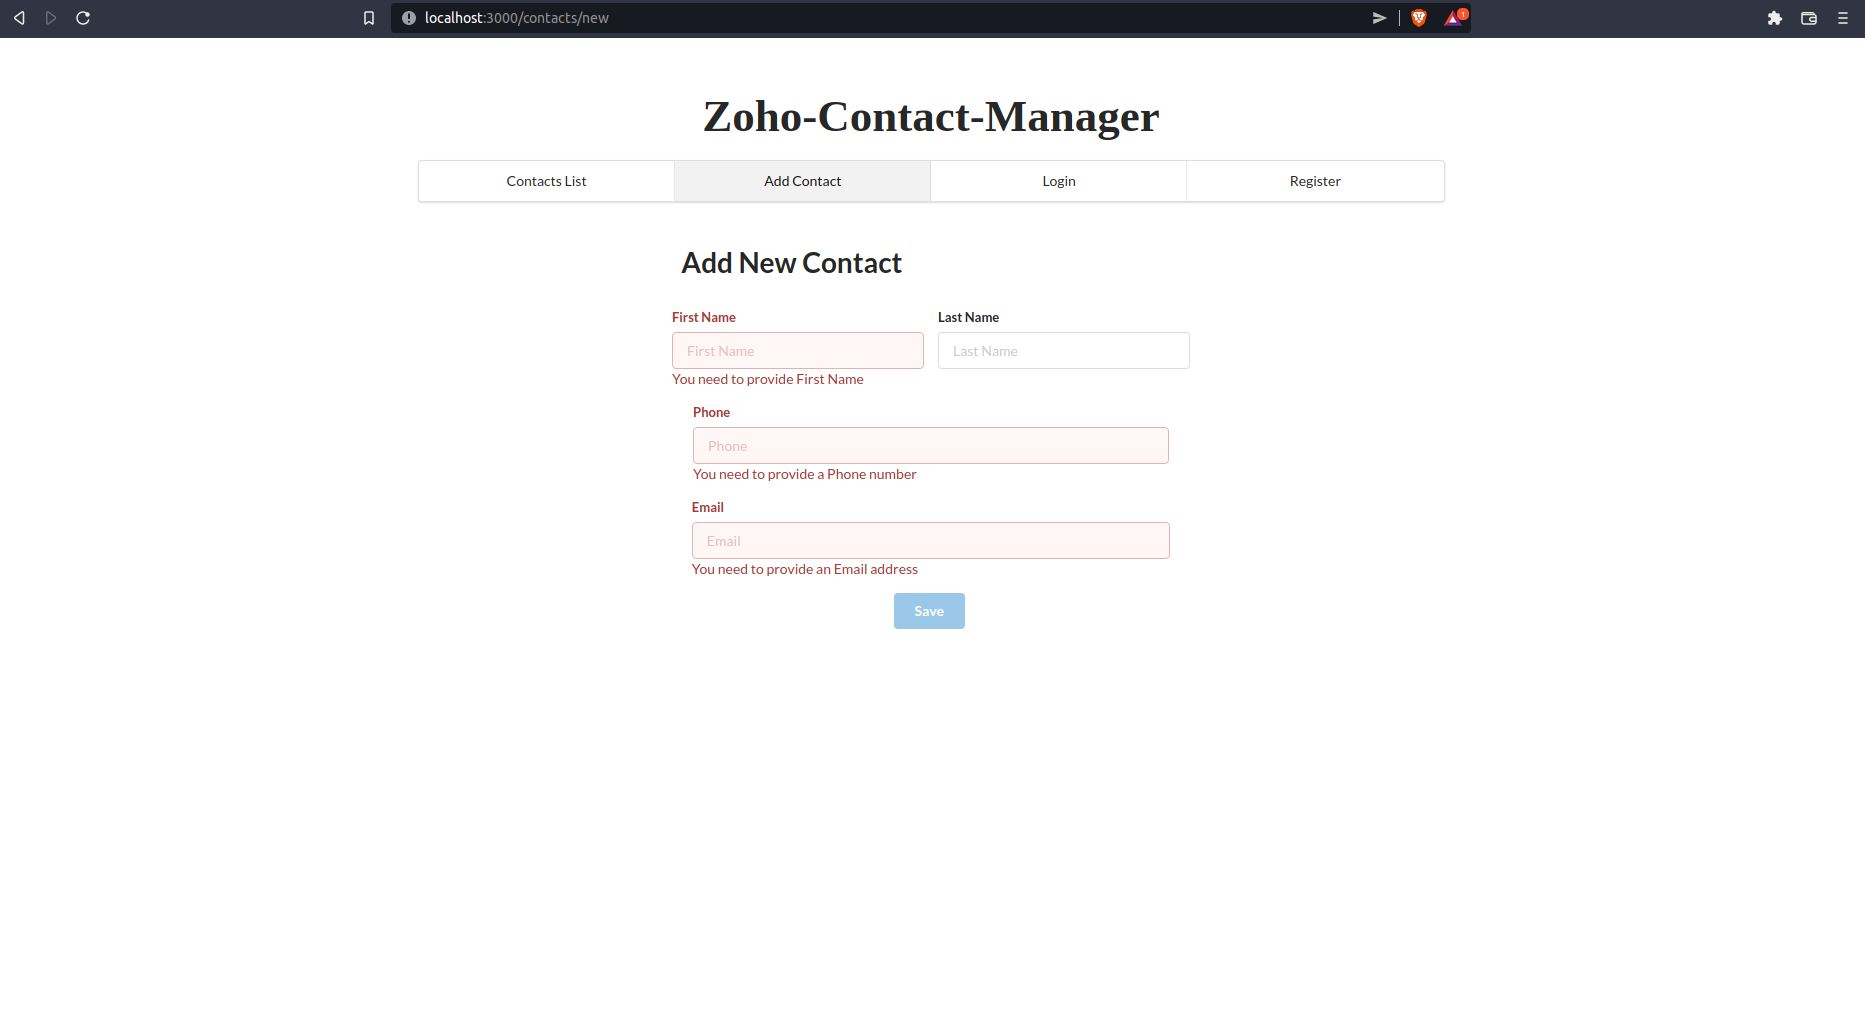 localhost:3000/contacts/new
1
Zoho-Contact-Manager
Contacts List Add Contact Login Register
Add New Contact
First Name Last Name
First Name Last Name
You need to provide First Name
Phone
Phone
You need to provide a Phone number
Email
Email
You need to provide an Email address
Save